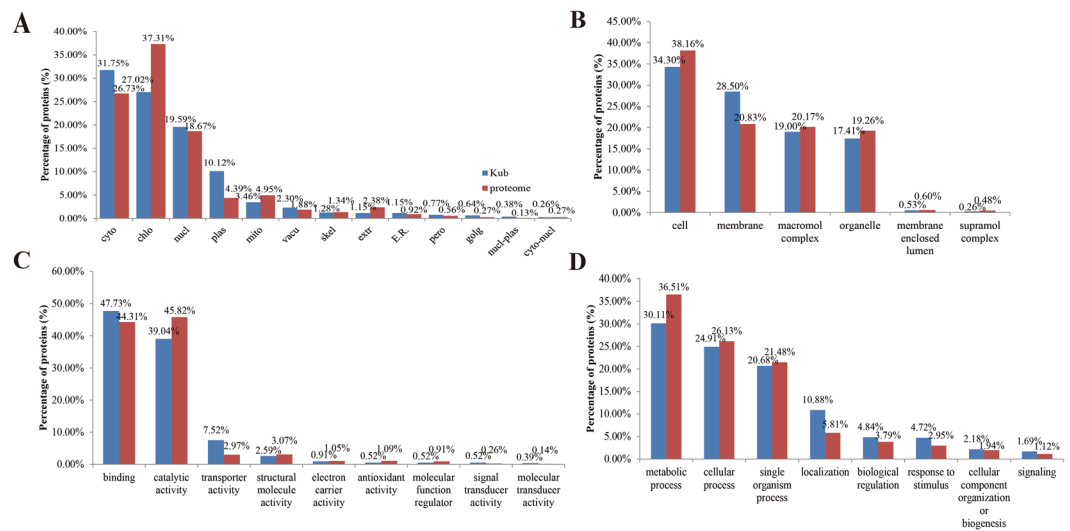 A
Percentage of proteins (%)
40.00%
35.00%
30.00%
25.00%
20.00%
15.00%
10.00%
5.00%
0.00%
31.75%
26.73%
27.02%
37.31%
19.59%
18.67%
10.12%
4.39%
3.46%
4.95%
2.30%
1.88%
1.28%
1.34%
1.15%
2.38%
1.15%
0.92%
0.77%
0.56%
0.64%
0.27%
0.38%
0.13%
0.26%
0.27%
Kub
proteome
cyto
chlo
nucl
plas
mito
vacu
skel
extr
E.R.
pero
golg
nucl-plas
cyto-nucl
B
Percentage of proteins (%)
45.00%
40.00%
35.00%
30.00%
25.00%
20.00%
15.00%
10.00%
5.00%
0.00%
34.30%
38.16%
28.50%
20.83%
19.00%
20.17%
17.41%
19.26%
0.53%
0.60%
0.26%
0.48%
cell
membrane
macromol
complex
organelle
membrane
enclosed
lumen
supramol
complex
C
Percentage of proteins (%)
60.00%
50.00%
40.00%
30.00%
20.00%
10.00%
0.00%
47.73%
44.31%
39.04%
45.82%
7.52%
2.97%
2.59%
3.07%
0.91%
1.05%
0.52%
1.09%
0.52%
0.91%
0.52%
0.26%
0.39%
0.14%
binding
catalytic
activity
transporter
activity
structural
molecule
activity
electron
carrier
activity
antioxidant
activity
molecular
function
regulator
signal
transducer
activity
molecular
transducer
activity
D
Percentage of proteins (%)
40.00%
35.00%
30.00%
25.00%
20.00%
15.00%
10.00%
5.00%
0.00%
30.11%
36.51%
24.91%
26.13%
20.68%
21.48%
10.88%
5.81%
4.84%
3.79%
4.72%
2.95%
2.18%
1.94%
1.69%
1.12%
metabolic
process
cellular
process
single
organism
process
localization
biological
regulation
response to
stimulus
cellular
component
organization
or
biogenesis
signaling